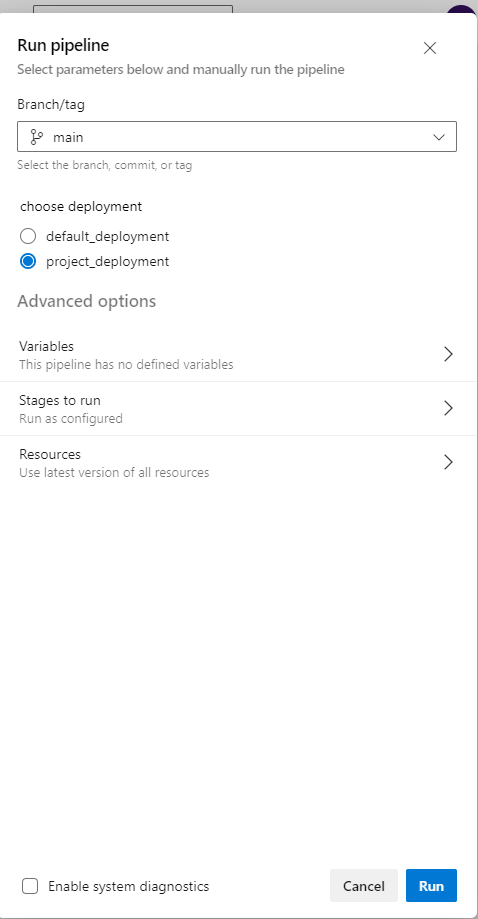 Run pipeline
Select parameters below and manually run the pipeline
Branch/tag
main
Select the branch, commit, or tag
choose deployment
default_deployment
project_deployment
Advanced options
Variables
This pipeline has no defined variables
Stages to run
Run as configured
Resources
Use latest version of all resources
Enable system diagnostics
Cancel
Run